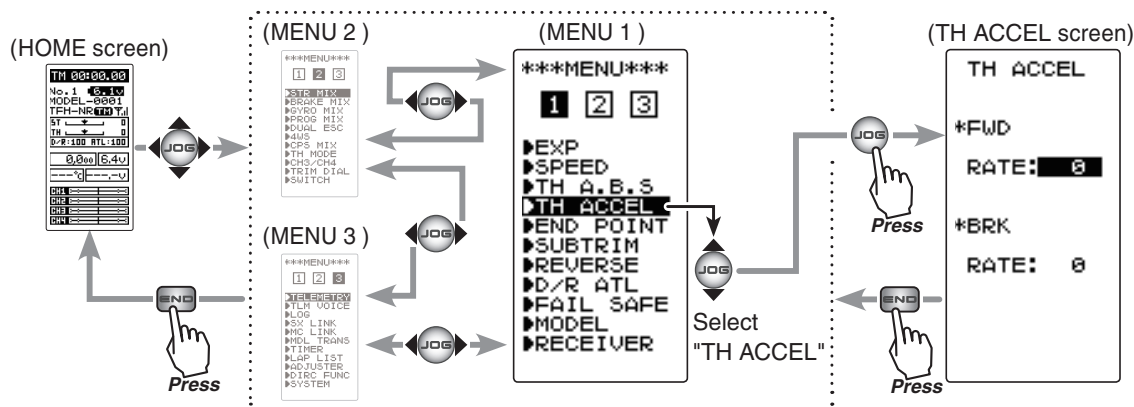 (HOME screen)
TM 00:00.00
No.1 6.1V
MODEL-0001
TFH-NR TM
ST 0
TH 0
D/R:100 ATL:100
0,000 6.4V
---°C --.-V
CH1
CH2
CH3
CH4
JOG
END
Press
(MENU 2 )
***MENU***
1 2 3
STR MIX
BRAKE MIX
GYRO MIX
PROG MIX
DUAL ESC
4WS
CPS MIX
TH MODE
CH3/CH4
TRIM DIAL
SWITCH
JOG
(MENU 3 )
***MENU***
1 2 3
TELEMETRY
TLM VOICE
LOG
SX LINK
MC LINK
MDL TRANS
TIMER
LAP LIST
ADJUSTER
DIRC FUNC
SYSTEM
JOG
JOG
(MENU 1 )
***MENU***
1 2 3
EXP
SPEED
TH A.B.S
TH ACCEL
END POINT
SUBTRIM
REVERSE
D/R ATL
FAIL SAFE
MODEL
RECEIVER
JOG
Select
"TH ACCEL"
JOG
Press
END
Press
(TH ACCEL screen)
TH ACCEL
*FWD
RATE: 0
*BRK
RATE: 0